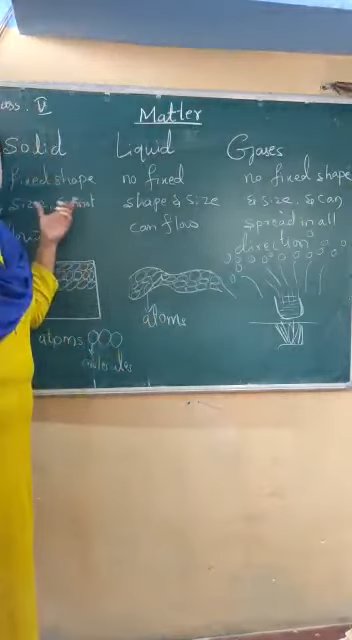 ass. V
Matter
Solid
fixed shape
size
Liquid
no fixed
shape & size
can flow
Gases
no fixed shape
& size. & can
spread in all
direction
atoms
atoms
molecules